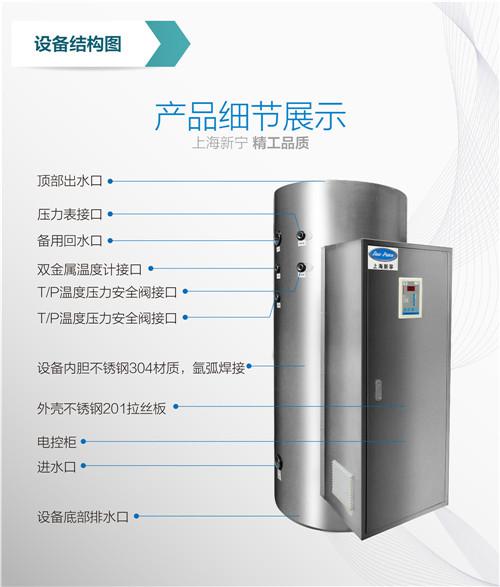 设备结构图
产品细节展示
上海新宁 精工品质
顶部出水口
压力表接口
备用回水口
双金属温度计接口
T/P温度压力安全阀接口
T/P温度压力安全阀接口
设备内胆不锈钢304材质，氩弧焊接
外壳不锈钢201拉丝板
电控柜
进水口
设备底部排水口
上海新宁